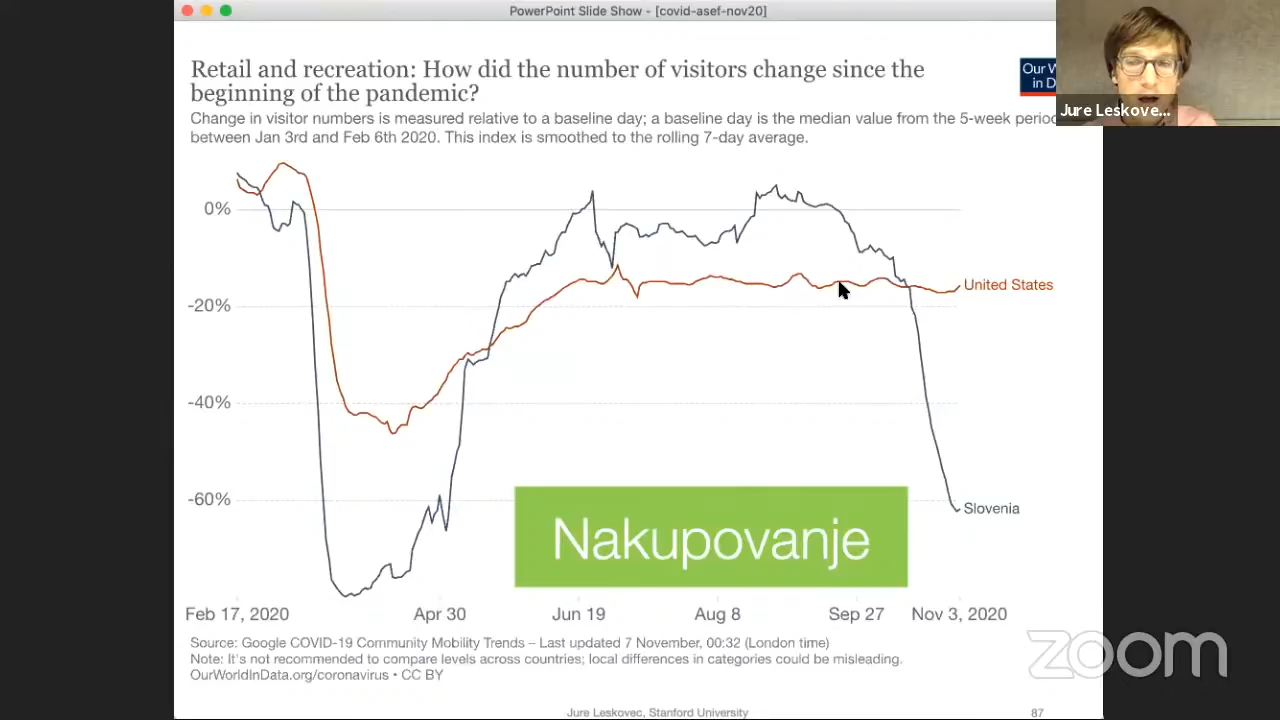 PowerPoint Slide Show - [covid-asef-nov20]
Retail and recreation: How did the number of visitors change since the
beginning of the pandemic?
Our W
in D
Jure Leskove...
Change in visitor numbers is measured relative to a baseline day; a baseline day is the median value from the 5-week
between Jan 3rd and Feb 6th 2020. This index is smoothed to the rolling 7-day average.
0%
-20%
-40%
-60%
United States
Slovenia
Nakupovanje
Feb 17, 2020
Apr 30
Jun 19
Aug 8
Sep 27
Nov 3, 2020
Source: Google COVID-19 Community Mobility Trends – Last updated 7 November, 00:32 (London time)
Note: It's not recommended to compare levels across countries; local differences in categories could be misleading.
OurWorldInData.org/coronavirus • CC BY
zoom
Jure Leskovec, Stanford University
87